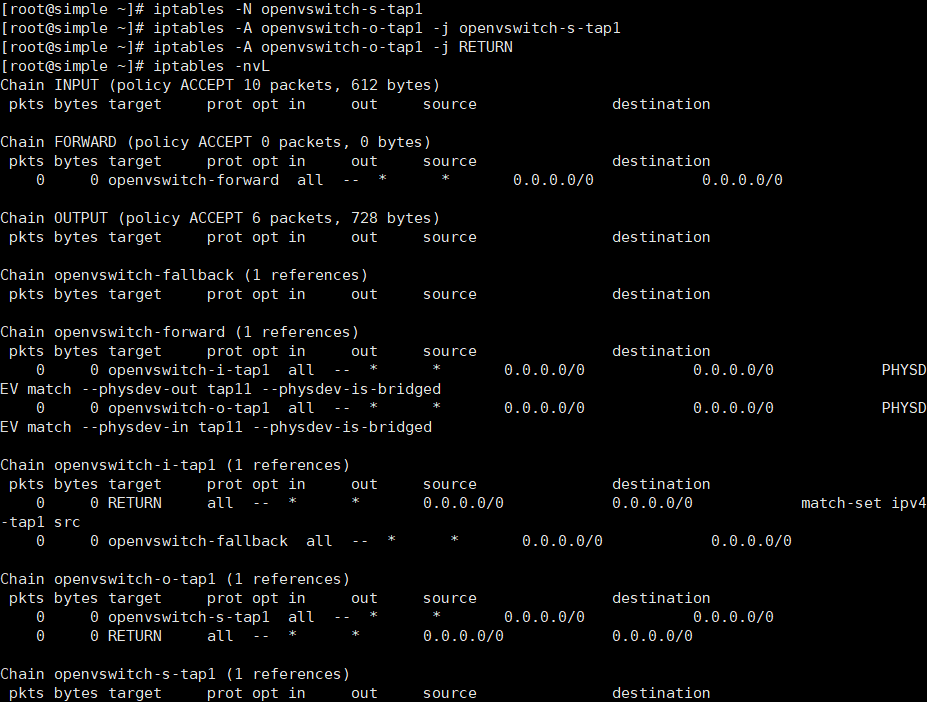 [root@simple ~]# iptables -N openvswitch-s-tap1
[root@simple ~]# iptables -A openvswitch-o-tap1 -j openvswitch-s-tap1
[root@simple ~]# iptables -A openvswitch-o-tap1 -j RETURN
[root@simple ~]# iptables -nvL
Chain INPUT (policy ACCEPT 10 packets, 612 bytes)
 pkts bytes target     prot opt in     out     source               destination

Chain FORWARD (policy ACCEPT 0 packets, 0 bytes)
 pkts bytes target     prot opt in     out     source               destination
    0     0 openvswitch-forward  all  --  *      *       0.0.0.0/0            0.0.0.0/0

Chain OUTPUT (policy ACCEPT 6 packets, 728 bytes)
 pkts bytes target     prot opt in     out     source               destination

Chain openvswitch-fallback (1 references)
 pkts bytes target     prot opt in     out     source               destination

Chain openvswitch-forward (1 references)
 pkts bytes target     prot opt in     out     source               destination
    0     0 openvswitch-i-tap1  all  --  *      *       0.0.0.0/0            0.0.0.0/0            PHYSD
EV match --physdev-out tap11 --physdev-is-bridged
    0     0 openvswitch-o-tap1  all  --  *      *       0.0.0.0/0            0.0.0.0/0            PHYSD
EV match --physdev-in tap11 --physdev-is-bridged

Chain openvswitch-i-tap1 (1 references)
 pkts bytes target     prot opt in     out     source               destination
    0     0 RETURN     all  --  *      *       0.0.0.0/0            0.0.0.0/0            match-set ipv4
-tap1 src
    0     0 openvswitch-fallback  all  --  *      *       0.0.0.0/0            0.0.0.0/0

Chain openvswitch-o-tap1 (1 references)
 pkts bytes target     prot opt in     out     source               destination
    0     0 openvswitch-s-tap1  all  --  *      *       0.0.0.0/0            0.0.0.0/0
    0     0 RETURN     all  --  *      *       0.0.0.0/0            0.0.0.0/0

Chain openvswitch-s-tap1 (1 references)
 pkts bytes target     prot opt in     out     source               destination